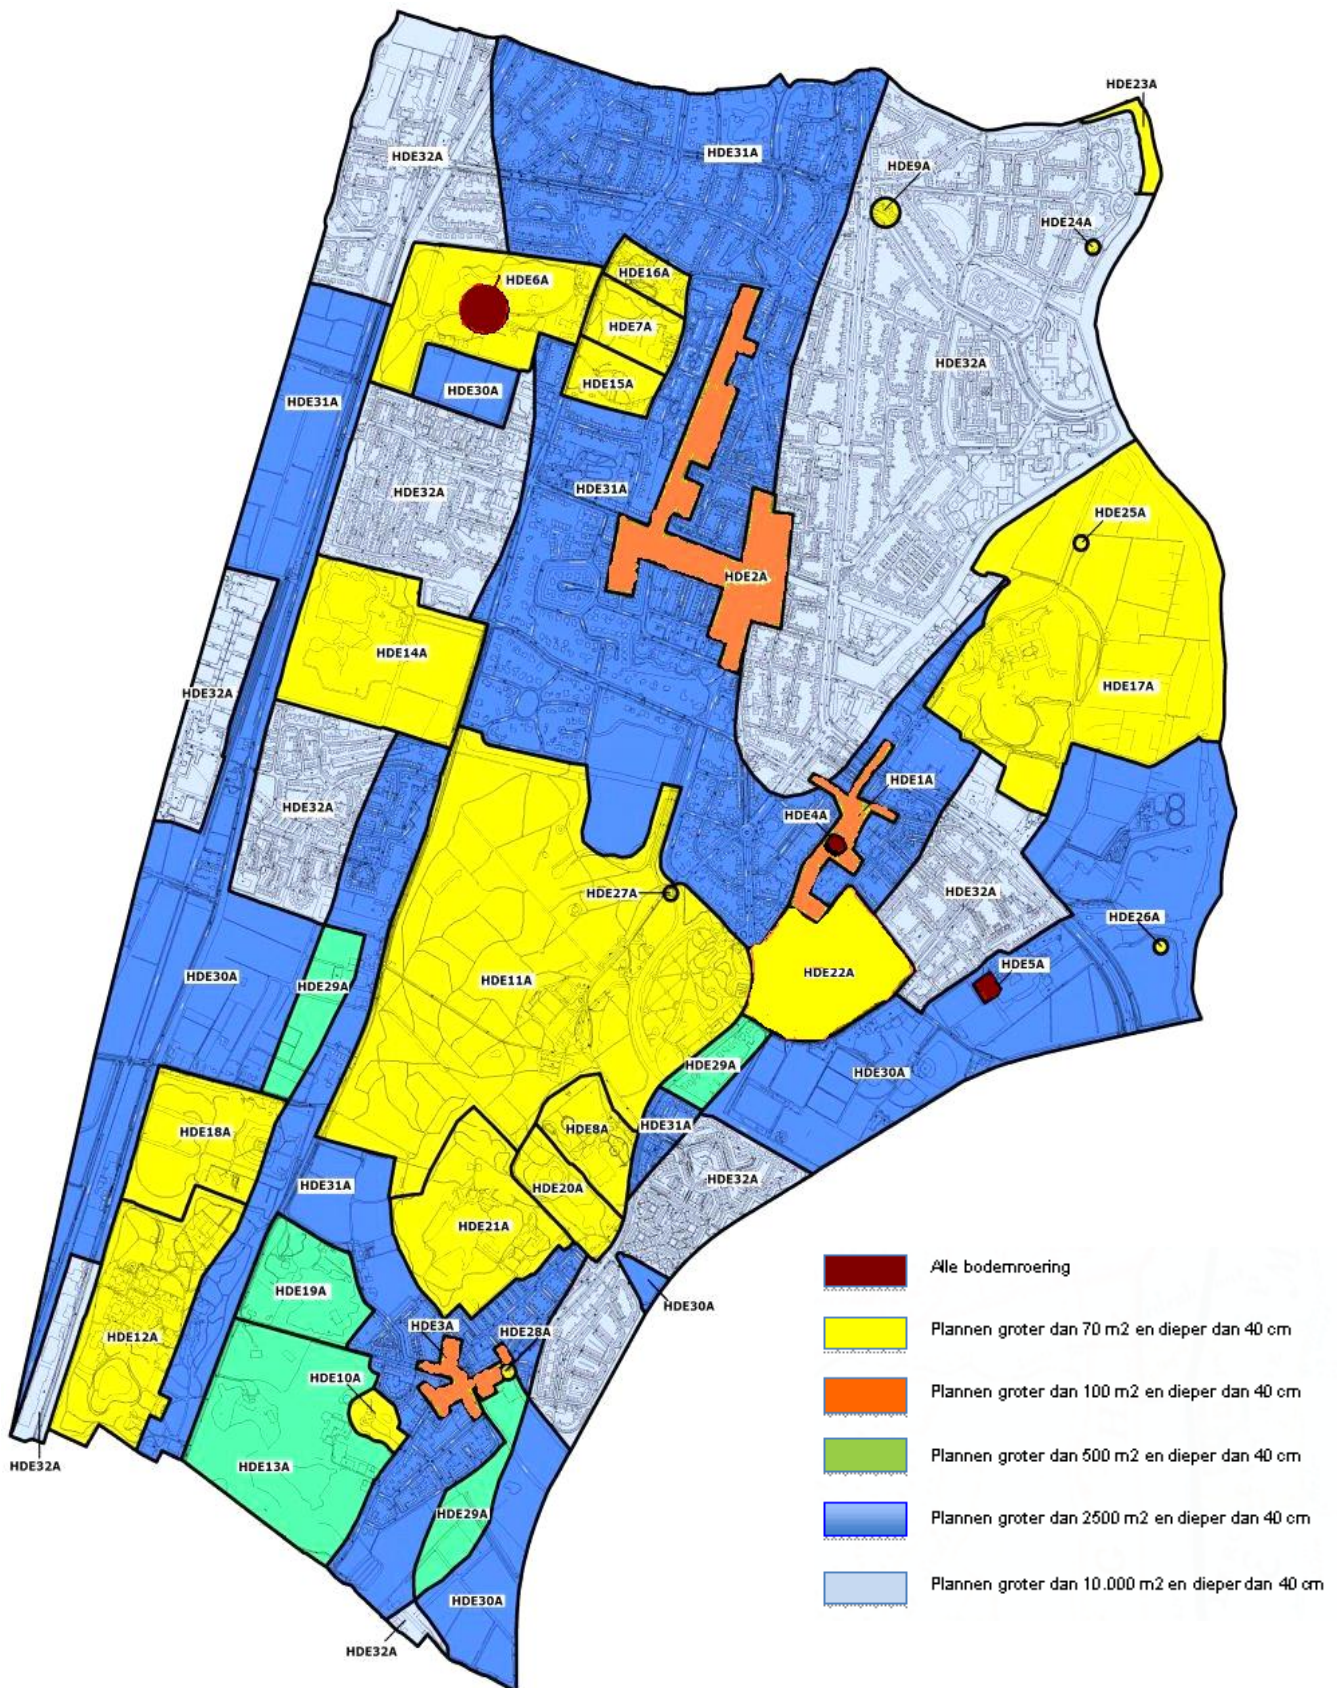 HDE23A
HDE32A
HDE31A
HDE9A
HDE24A
HDE16A
HDE6A
HDE7A
HDE32A
HDE15A
HDE30A
HDE31A
HDE32A
HDE31A
HDE25A
HDE2A
HDE14A
HDE17A
HDE32A
HDE1A
HDE32A
HDE4A
HDE27A
HDE32A
HDE26A
HDE5A
HDE22A
HDE30A
HDE11A
HDE29A
HDE29A
HDE30A
HDE18A
HDE8A
HDE31A
HDE32A
HDE31A
HDE20A
HDE21A
HDE19A
HDE30A
HDE3A
HDE28A
HDE12A
HDE10A
HDE32A
HDE13A
HDE29A
HDE30A
HDE32A
Alle bodemroering
Plannen groter dan 70 m2 en dieper dan 40 cm
Plannen groter dan 100 m2 en dieper dan 40 cm
Plannen groter dan 500 m2 en dieper dan 40 cm
Plannen groter dan 2500 m2 en dieper dan 40 cm
Plannen groter dan 10.000 m2 en dieper dan 40 cm